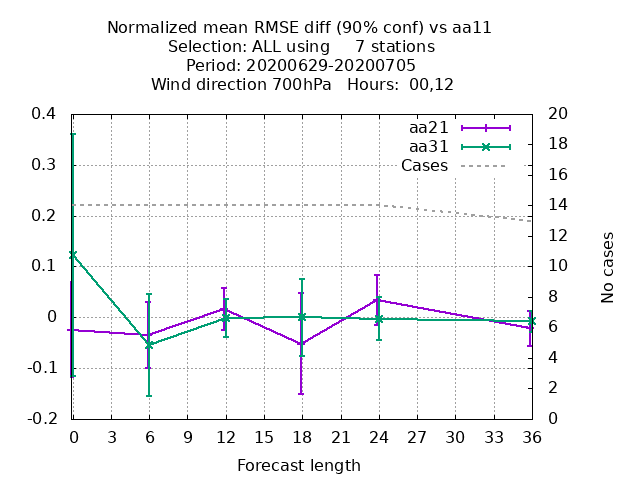 Normalized mean RMSE diff (90% conf) vs aa11
Selection: ALL using     7 stations
Period: 20200629-20200705
Wind direction 700hPa   Hours:  00,12
0.4
0.3
0.2
0.1
0
-0.1
-0.2
aa21
aa31
Cases
20
18
16
14
12
10
8
6
4
2
0
No cases
0 3 6 9 12 15 18 21 24 27 30 33 36
Forecast length